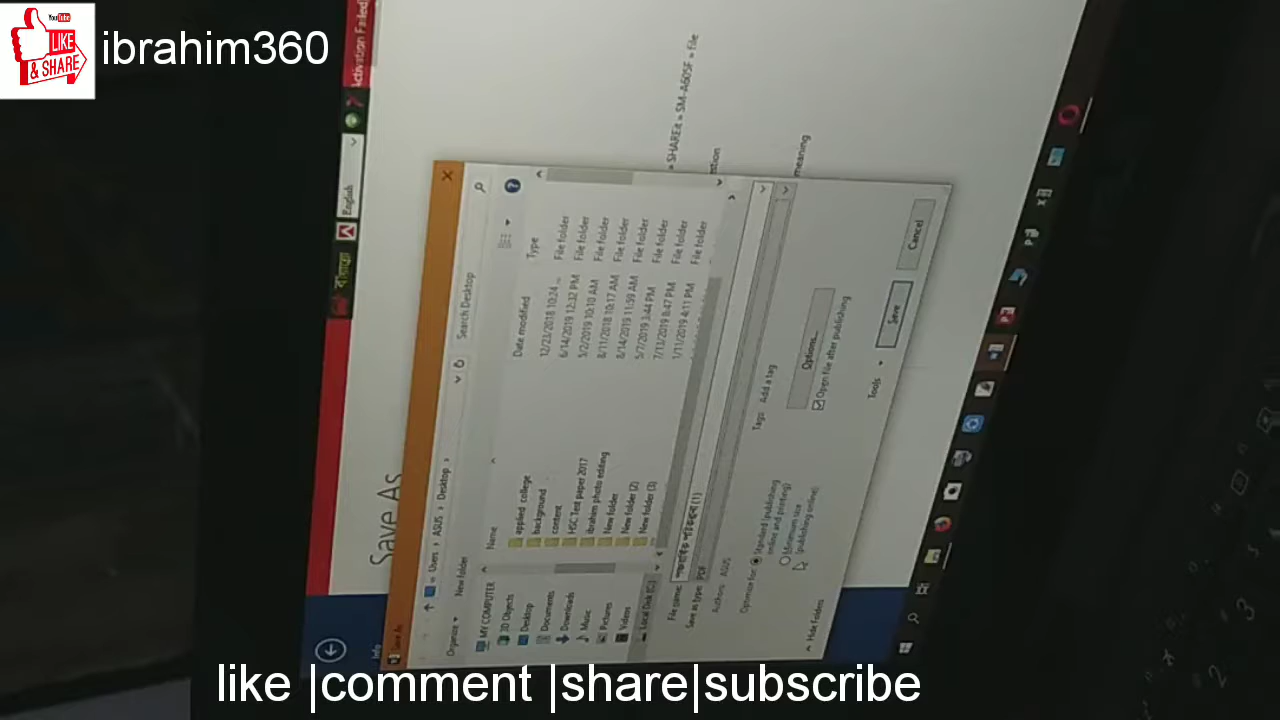 YouTube
LIKE
& SHARE
ibrahim360
Activation Failed
English
বাংলা
Save As
Info
» SHAREit » SM-A605F » file
meaning
Save As
Users › ASUS › Desktop ›
Search Desktop
Organize
New folder
Name
Date modified
Type
MY COMPUTER
3D Objects
Desktop
Documents
Downloads
Music
Pictures
Videos
Local Disk (C:)
applied college
12/23/2018 10:24
File folder
background
6/14/2019 12:32 PM
File folder
content
5/2/2019 10:10 AM
File folder
HSC Test paper 2017
8/11/2018 10:17 AM
File folder
ibrahim photo editing
8/14/2019 11:59 AM
File folder
New folder
5/7/2019 3:44 PM
File folder
New folder (2)
7/13/2019 8:47 PM
File folder
New folder (3)
1/11/2019 4:11 PM
File folder
File name:
(1)
Save as type: PDF
Authors: ASUS
Tags: Add a tag
Optimize for:
Standard (publishing
online and printing)
Minimum size
(publishing online)
Options...
Open file after publishing
Hide Folders
Tools
Save
Cancel
like |comment |share|subscribe